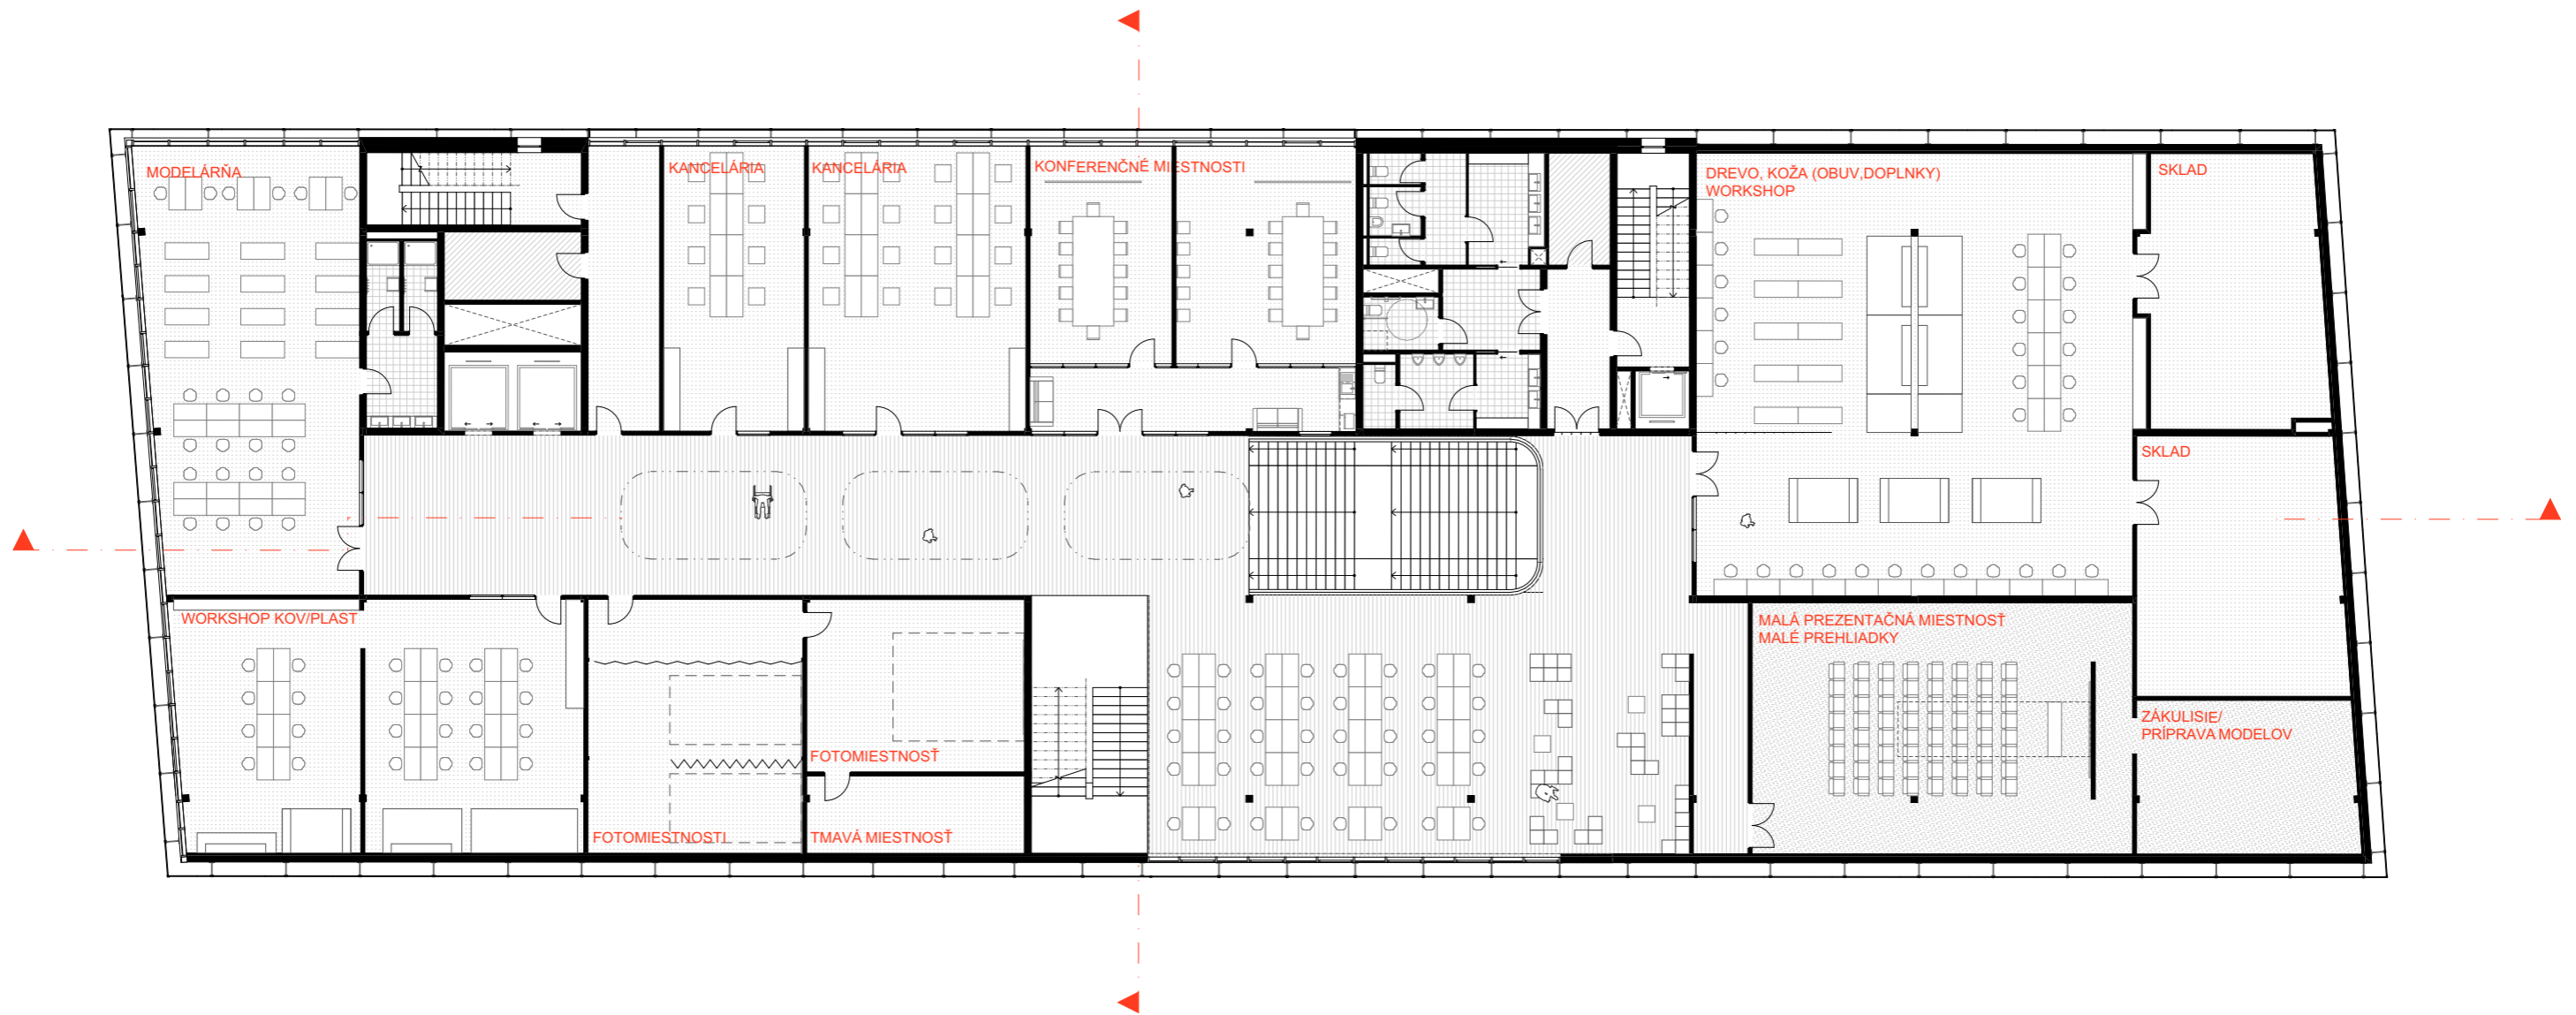 MODELÁRŇA
KANCELÁRIA
KANCELÁRIA
KONFERENČNÉ MIESTNOSTI
DREVO, KOŽA (OBUV,DOPLNKY)
WORKSHOP
SKLAD
SKLAD
WORKSHOP KOV/PLAST
FOTOMIESTNOSTI
FOTOMIESTNOSŤ
TMAVÁ MIESTNOSŤ
MALÁ PREZENTAČNÁ MIESTNOSŤ
MALÉ PREHLIADKY
ZÁKULISIE/
PRÍPRAVA MODELOV